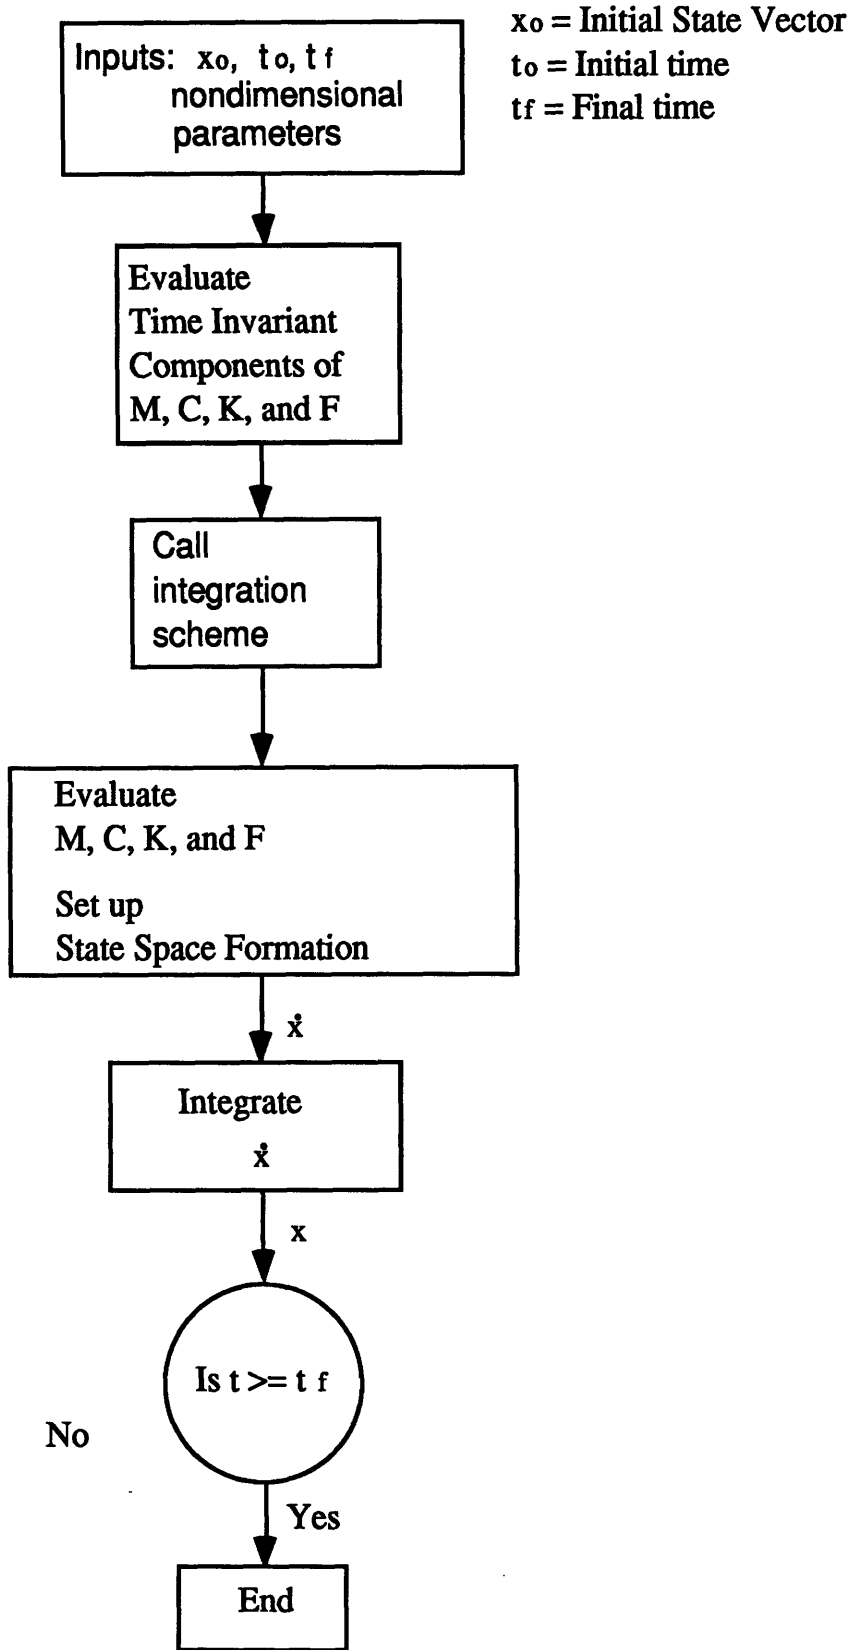 xo = Initial State Vector
to = Initial time
tf = Final time
Inputs: xo, to, tf
nondimensional
parameters
Evaluate
Time Invariant
Components of
M, C, K, and F
Call
integration
scheme
Evaluate
M, C, K, and F
Set up
State Space Formation
ẋ
Integrate
ẋ
x
Is t >= t f
No
Yes
End